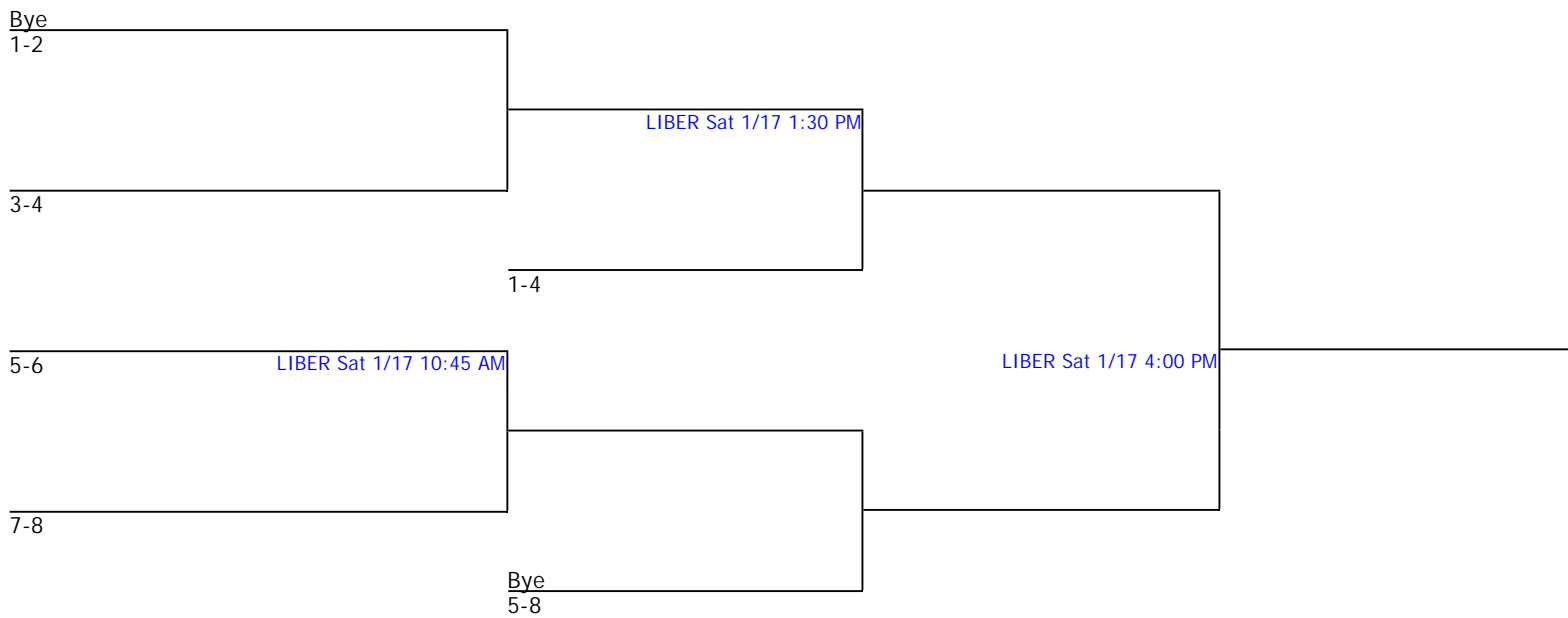 Bye
1-2
LIBER Sat 1/17 1:30 PM
3-4
1-4
5-6
LIBER Sat 1/17 10:45 AM
LIBER Sat 1/17 4:00 PM
7-8
Bye
5-8